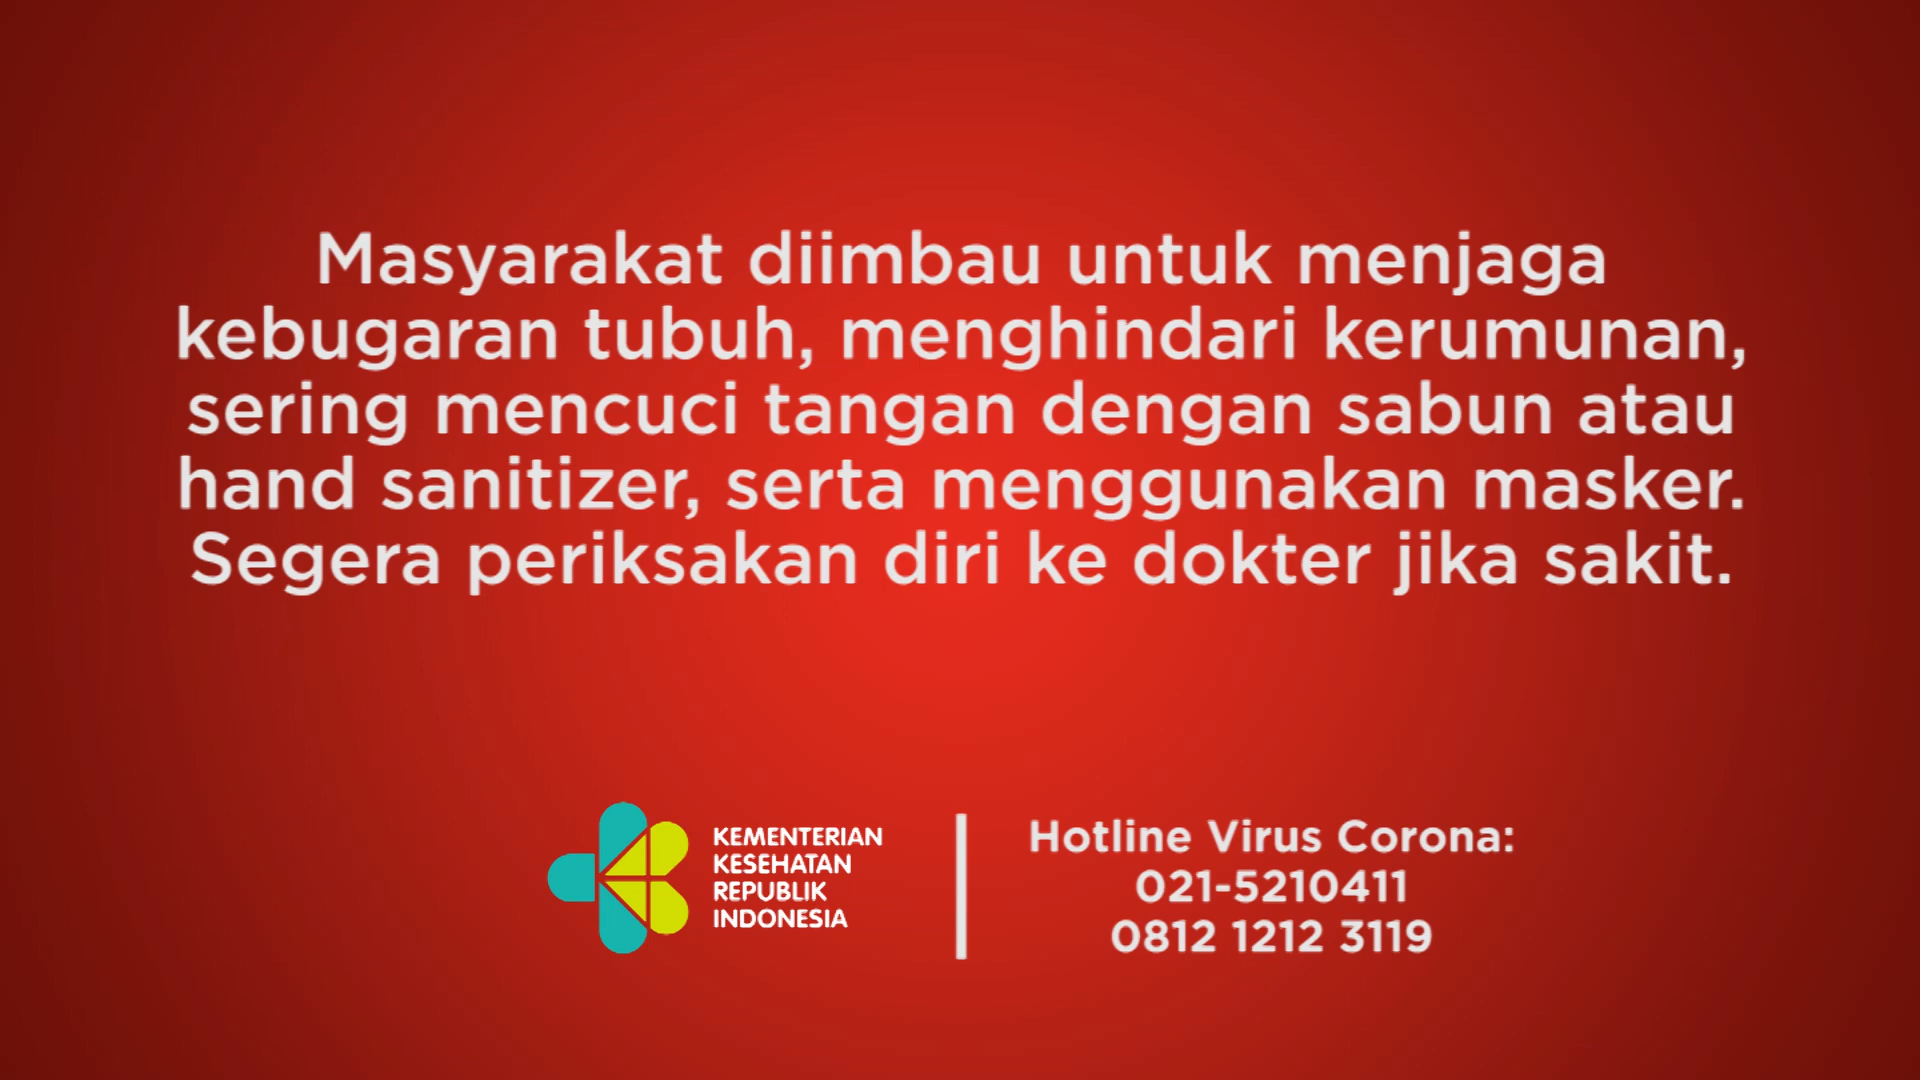 Masyarakat diimbau untuk menjaga
kebugaran tubuh, menghindari kerumunan,
sering mencuci tangan dengan sabun atau
hand sanitizer, serta menggunakan masker.
Segera periksakan diri ke dokter jika sakit.
KEMENTERIAN
KESEHATAN
REPUBLIK
INDONESIA
Hotline Virus Corona:
021-5210411
0812 1212 3119